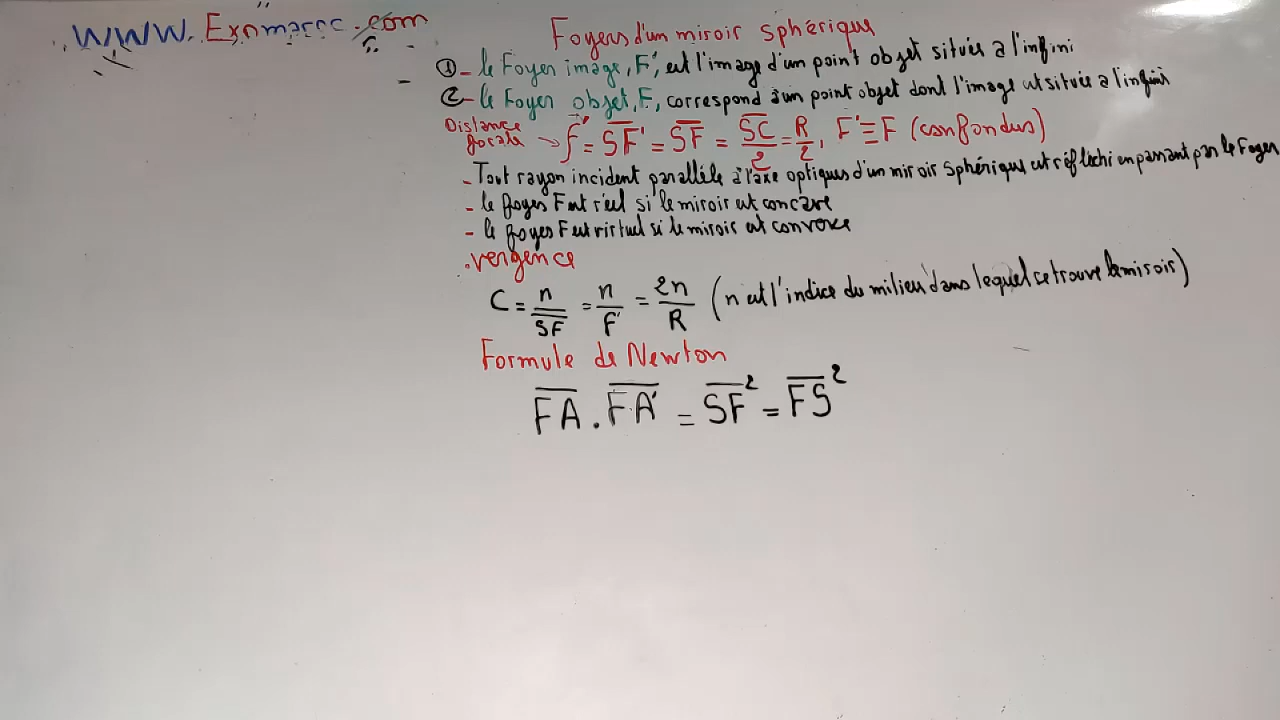 www.Exnmaroc.com
Foyers d'un miroir sphérique
① - le Foyer image, F', est l'image d'un point objet située a l'infini
② - le Foyer objet, F, correspond à un point objet dont l'image est située a l'infini
Distance focale → f' = SF' = SF = SC/2 = R/2, F' ≡ F (confondus)
- Tout rayon incident parallèle à l'axe optiques d'un miroir sphérique est réfléchi en passant par le Foyer
- le foyer F est réel si le miroir est concave
- le foyer F est virtuel si le miroir est convexe
. vergence
C = n/SF = n/f' = 2n/R (n est l'indice du milieu dans lequel se trouve le miroir)
Formule de Newton
FA . FA' = SF² = FS²